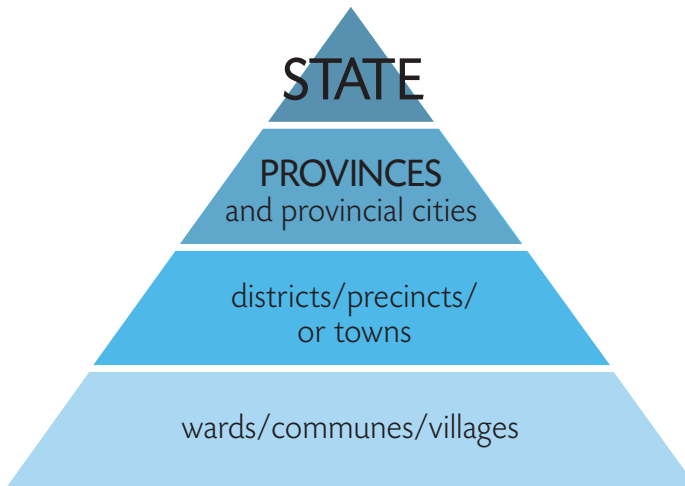 STATE
PROVINCES
and provincial cities
districts/precincts/
or towns
wards/communes/villages